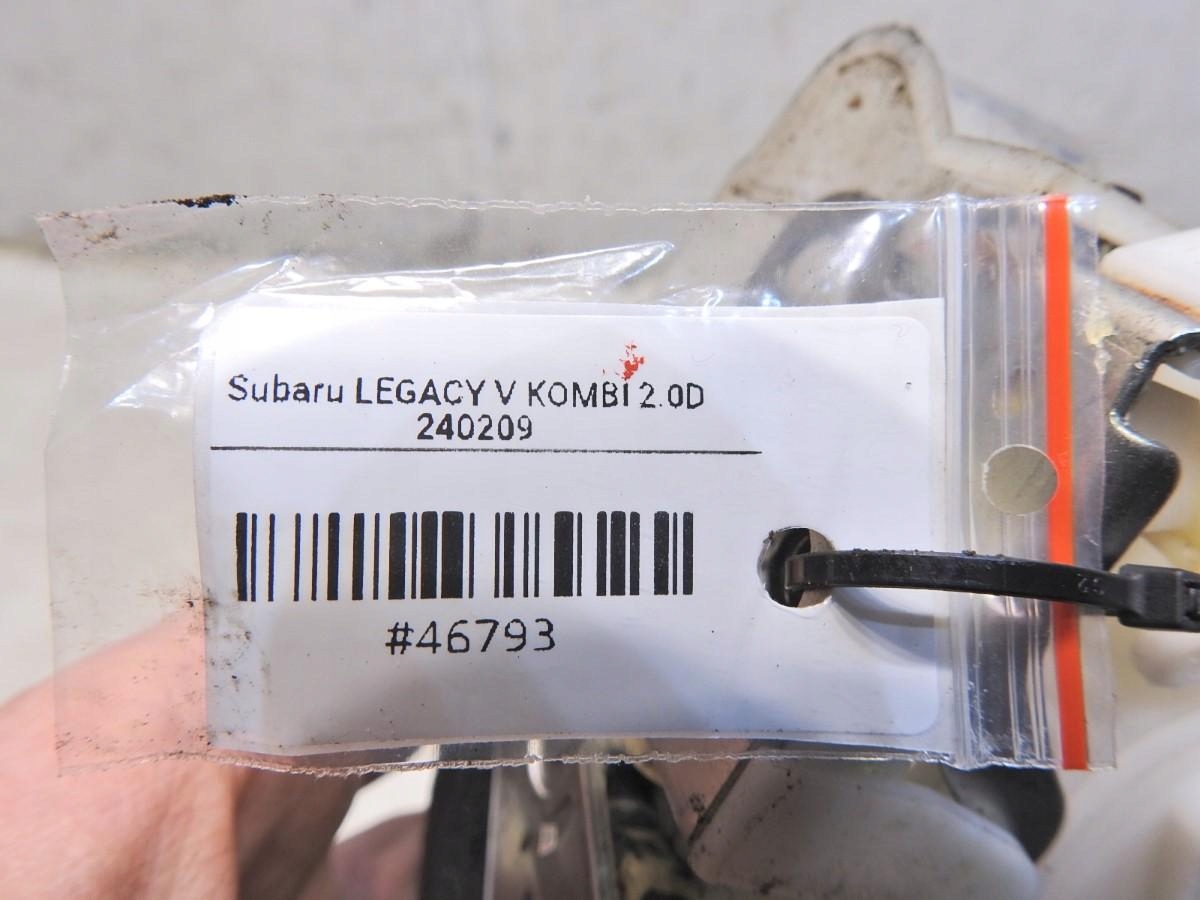 Subaru LEGACY V KOMBI 2.0D
240209
#46793